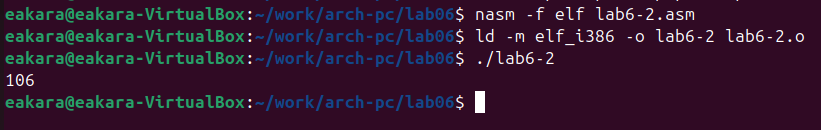 eakara@eakara-VirtualBox:~/work/arch-pc/lab06$ nasm -f elf lab6-2.asm
eakara@eakara-VirtualBox:~/work/arch-pc/lab06$ ld -m elf_i386 -o lab6-2 lab6-2.o
eakara@eakara-VirtualBox:~/work/arch-pc/lab06$ ./lab6-2
106
eakara@eakara-VirtualBox:~/work/arch-pc/lab06$